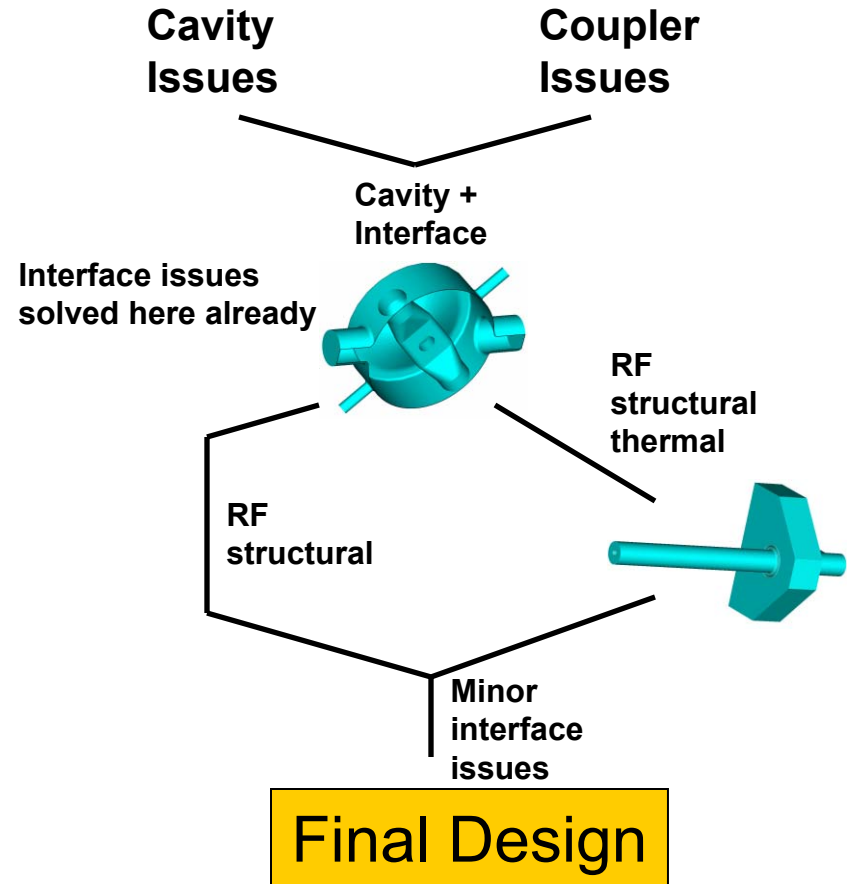 Cavity
Issues
Coupler
Issues
Cavity +
Interface
Interface issues
solved here already
RF
structural
thermal
RF
structural
Minor
interface
issues
Final Design